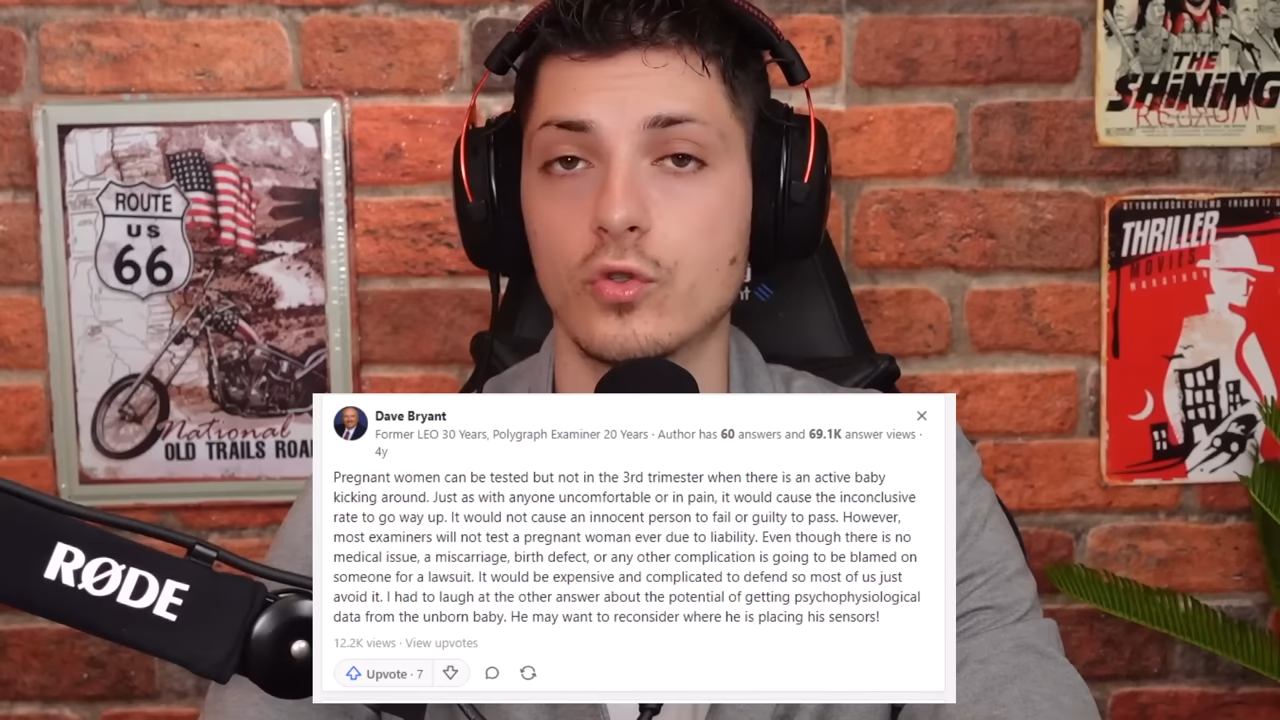 THE
SHiNiNG
REDRUM
ROUTE
US
66
National
OLD TRAILS ROA
THRILLER
MOVIES
MARATHON
RØDE
Dave Bryant
Former LEO 30 Years, Polygraph Examiner 20 Years · Author has 60 answers and 69.1K answer views ·
4y
Pregnant women can be tested but not in the 3rd trimester when there is an active baby
kicking around. Just as with anyone uncomfortable or in pain, it would cause the inconclusive
rate to go way up. It would not cause an innocent person to fail or guilty to pass. However,
most examiners will not test a pregnant woman ever due to liability. Even though there is no
medical issue, a miscarriage, birth defect, or any other complication is going to be blamed on
someone for a lawsuit. It would be expensive and complicated to defend so most of us just
avoid it. I had to laugh at the other answer about the potential of getting psychophysiological
data from the unborn baby. He may want to reconsider where he is placing his sensors!
12.2K views · View upvotes
Upvote · 7